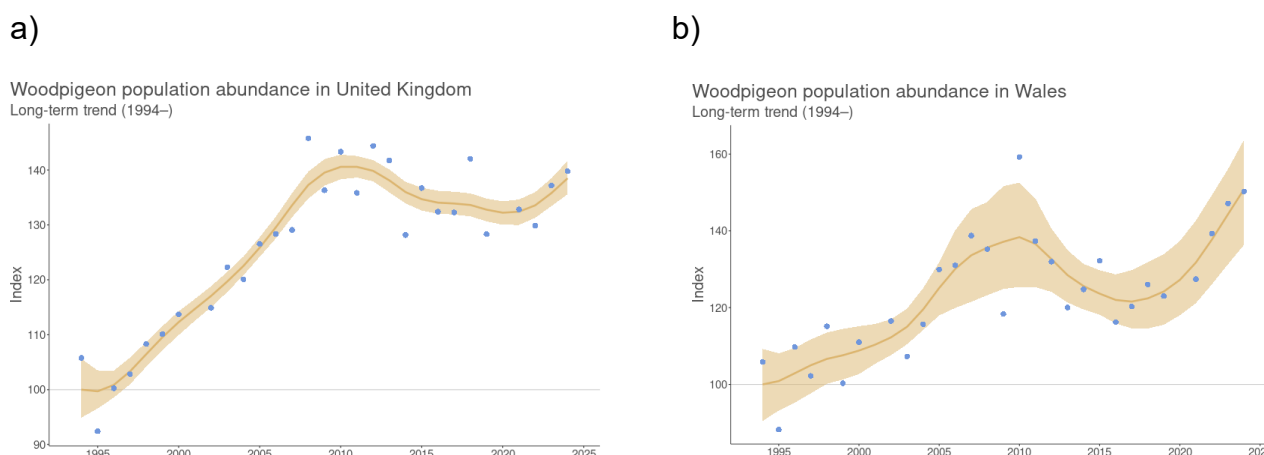 a)
b)
Woodpigeon population abundance in United Kingdom
Long-term trend (1994–)
Woodpigeon population abundance in Wales
Long-term trend (1994–)
140
130
120
110
100
90
Index
1995 2000 2005 2010 2015 2020 2025
160
140
120
100
Index
1995 2000 2005 2010 2015 2020